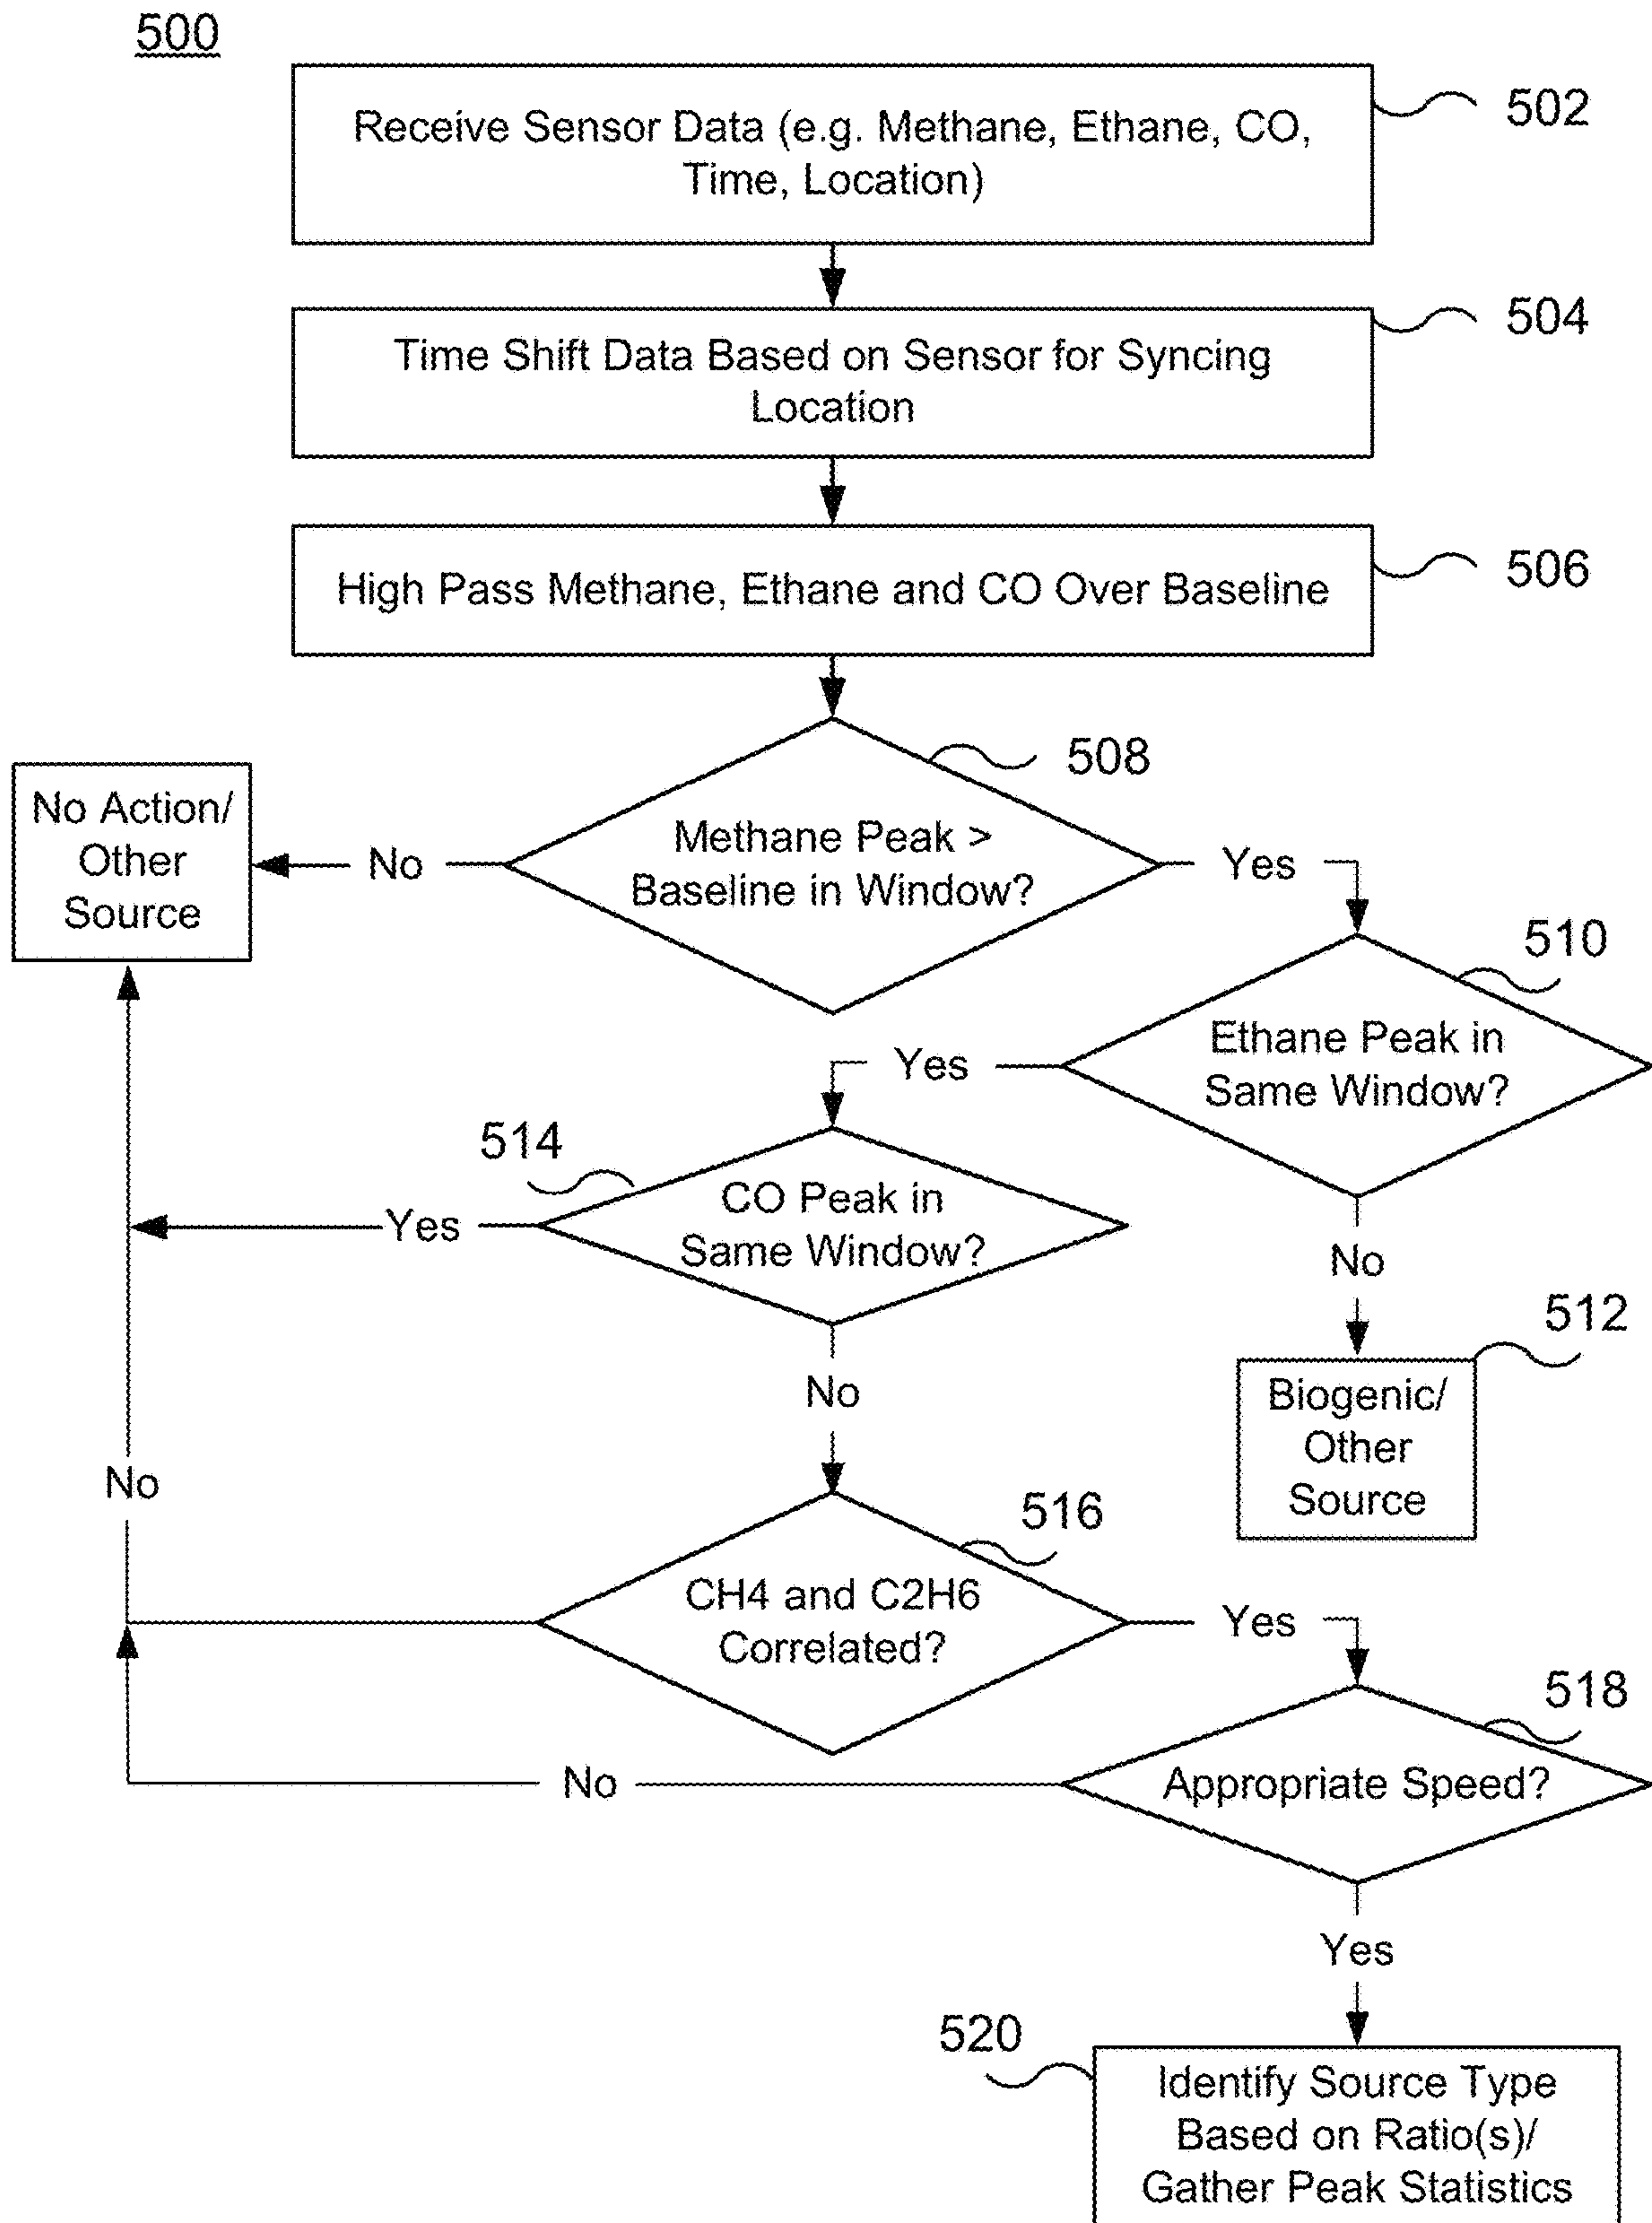 500
Receive Sensor Data (e.g. Methane, Ethane, CO,
Time, Location)
502
Time Shift Data Based on Sensor for Syncing
Location
504
High Pass Methane, Ethane and CO Over Baseline
506
508
Methane Peak >
Baseline in Window?
No
No Action/
Other
Source
Yes
510
Ethane Peak in
Same Window?
Yes
514
CO Peak in
Same Window?
Yes
No
512
Biogenic/
Other
Source
No
No
516
CH4 and C2H6
Correlated?
Yes
518
Appropriate Speed?
No
Yes
520
Identify Source Type
Based on Ratio(s)/
Gather Peak Statistics